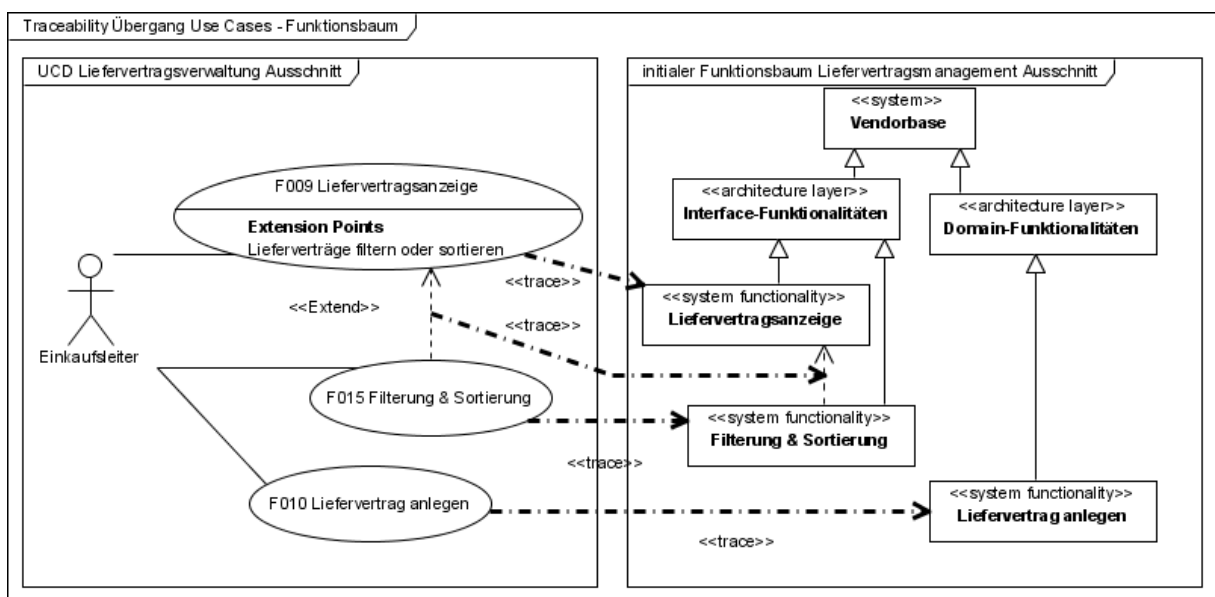 Traceability Übergang Use Cases - Funktionsbaum
UCD Liefervertragsverwaltung Ausschnitt
F009 Liefervertragsanzeige
Extension Points
Lieferverträge filtern oder sortieren
<<Extend>>
Einkaufsleiter
F015 Filterung & Sortierung
F010 Liefervertrag anlegen
<<trace>>
<<trace>>
<<trace>>
<<trace>>
initialer Funktionsbaum Liefervertragsmanagement Ausschnitt
<<system>>
Vendorbase
<<architecture layer>>
Interface-Funktionalitäten
<<architecture layer>>
Domain-Funktionalitäten
<<system functionality>>
Liefervertragsanzeige
<<system functionality>>
Filterung & Sortierung
<<system functionality>>
Liefervertrag anlegen